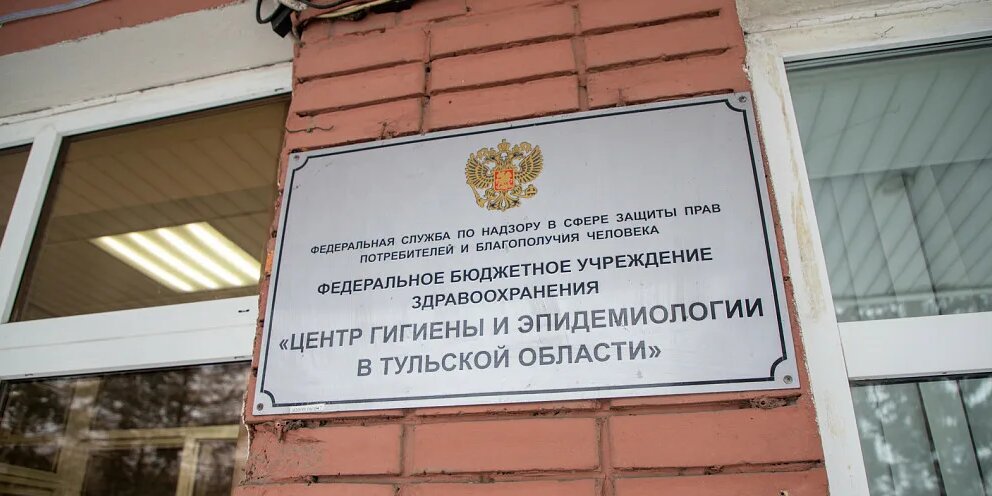 ФЕДЕРАЛЬНАЯ СЛУЖБА ПО НАДЗОРУ В СФЕРЕ ЗАЩИТЫ ПРАВ
ПОТРЕБИТЕЛЕЙ И БЛАГОПОЛУЧИЯ ЧЕЛОВЕКА
ФЕДЕРАЛЬНОЕ БЮДЖЕТНОЕ УЧРЕЖДЕНИЕ
ЗДРАВООХРАНЕНИЯ
«ЦЕНТР ГИГИЕНЫ И ЭПИДЕМИОЛОГИИ
В ТУЛЬСКОЙ ОБЛАСТИ»